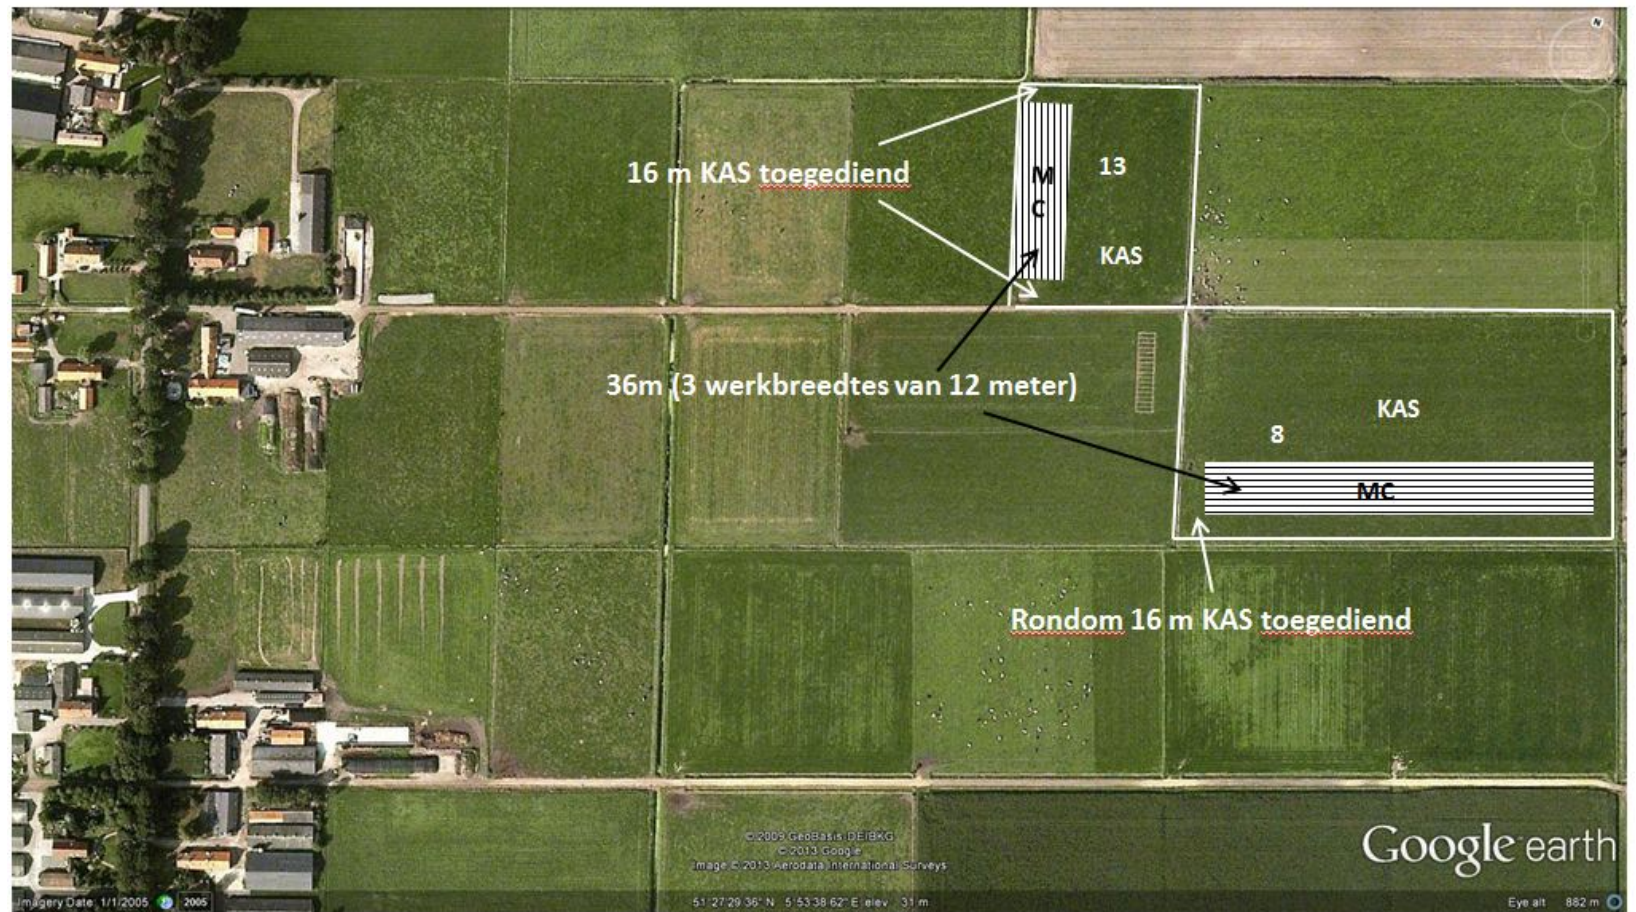 16 m KAS toegediend
M
C
13
KAS
36m (3 werkbreedtes van 12 meter)
KAS
8
MC
Rondom 16 m KAS toegediend
© 2009 GeoBasis-DE/BKG
© 2013 Google
Image © 2013 Aerodata International Surveys
Google earth
Imagery Date: 1/1/2005
2005
51°27'29.36" N 5°53'38.62" E elev 31 m
Eye alt 882 m
N